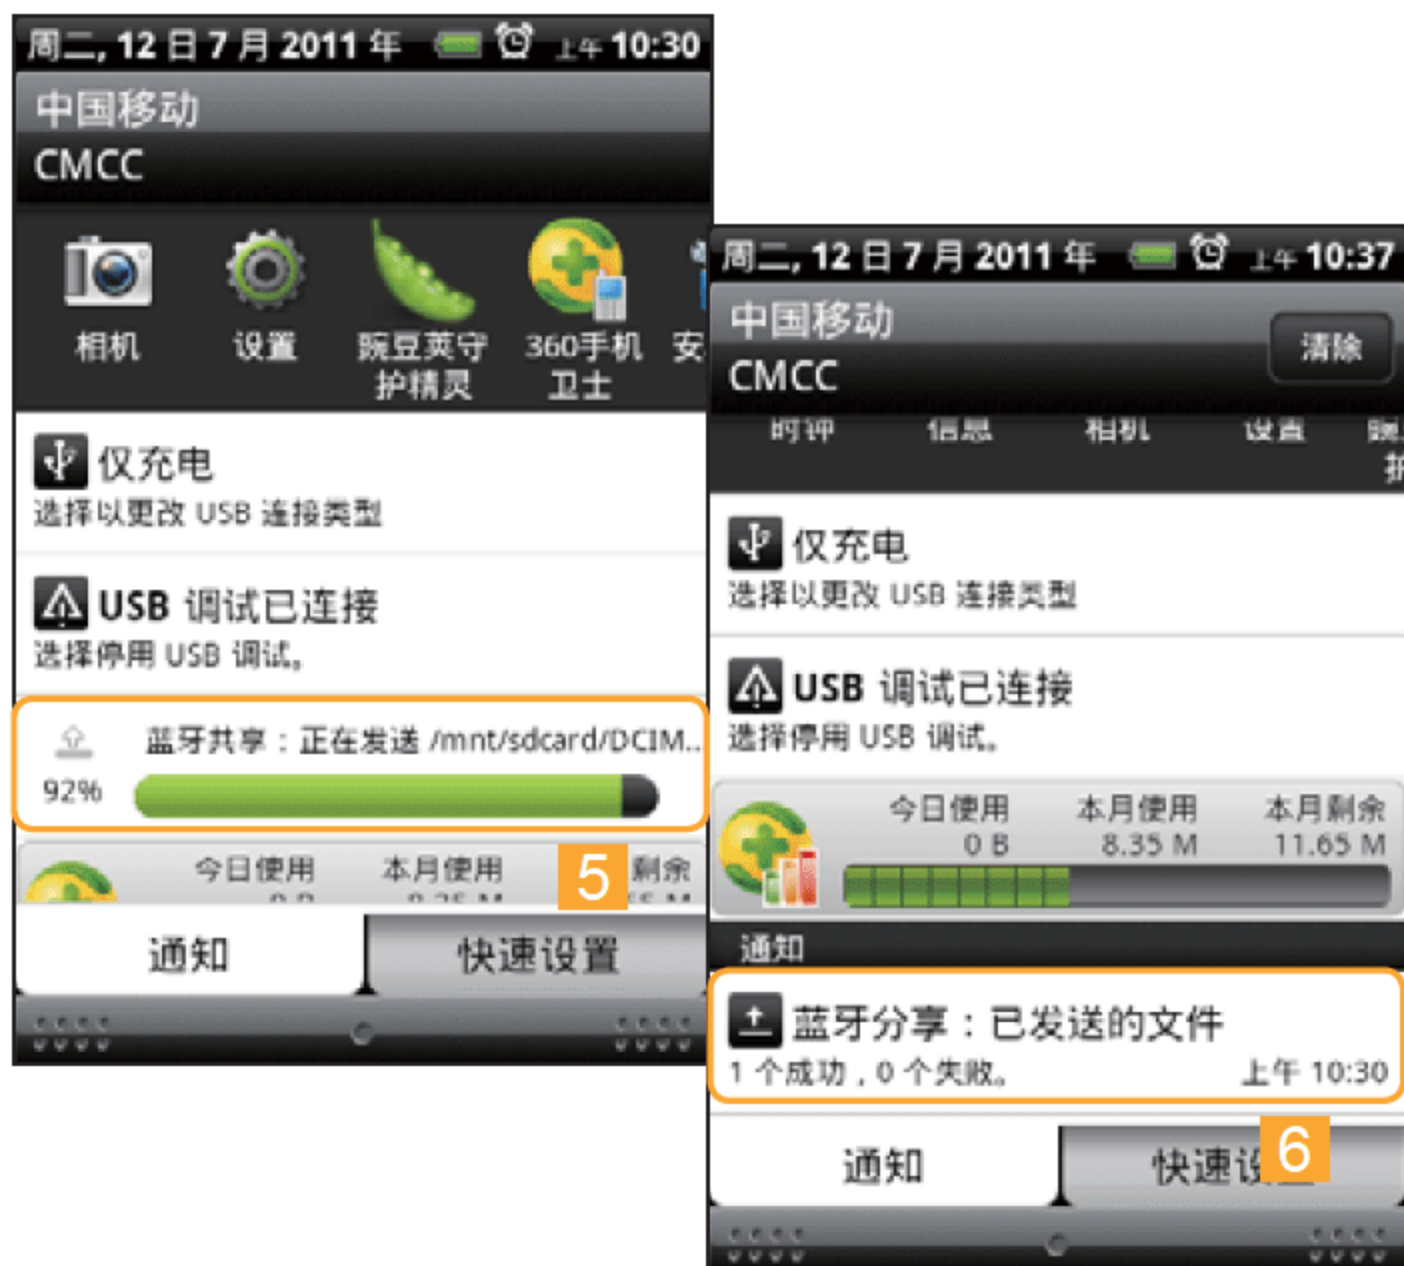 周二, 12 日 7 月 2011 年 上午 10:30
中国移动
CMCC
相机 设置 豌豆荚守护精灵 360手机卫士 安
仅充电
选择以更改 USB 连接类型
USB 调试已连接
选择停用 USB 调试。
蓝牙共享：正在发送 /mnt/sdcard/DCIM...
92%
今日使用 本月使用 剩余
5
通知 快速设置
周二, 12 日 7 月 2011 年 上午 10:37
中国移动
清除
CMCC
时钟 信息 相机 设置
护
仅充电
选择以更改 USB 连接类型
USB 调试已连接
选择停用 USB 调试。
今日使用 本月使用 本月剩余
0 B 8.35 M 11.65 M
通知
蓝牙分享：已发送的文件
1 个成功，0 个失败。 上午 10:30
通知 快速设
6